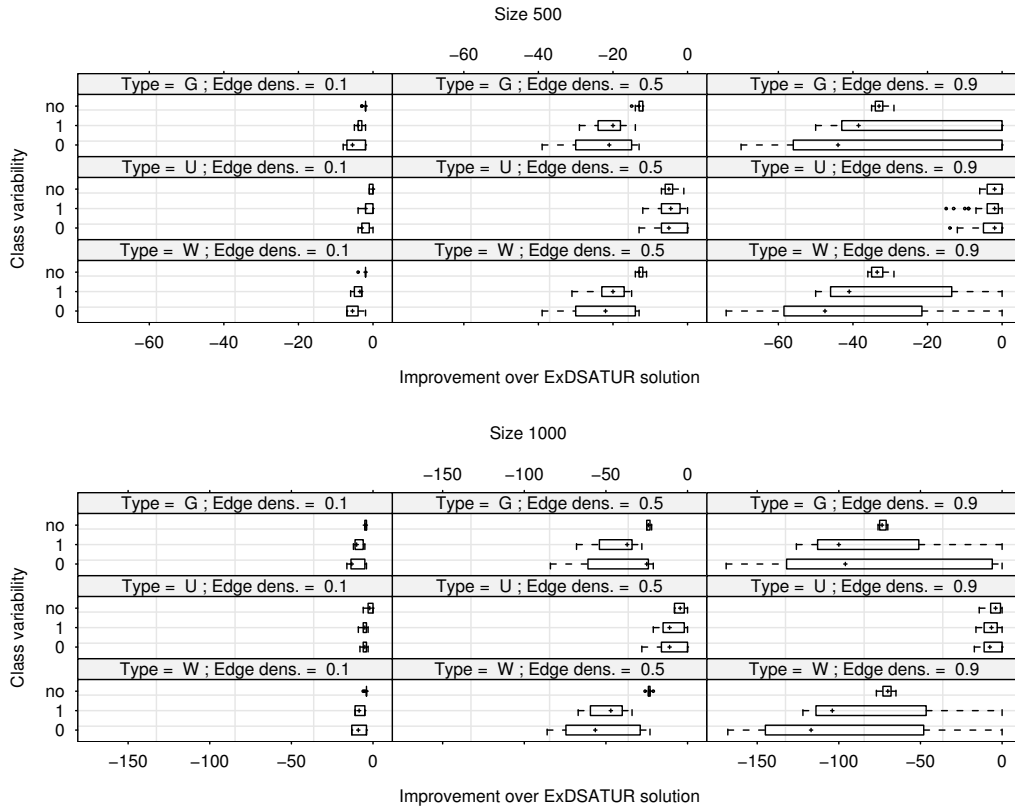 Size 500
−60 −40 −20 0
Type = G ; Edge dens. = 0.1 Type = G ; Edge dens. = 0.5 Type = G ; Edge dens. = 0.9
no
1
0
Type = U ; Edge dens. = 0.1 Type = U ; Edge dens. = 0.5 Type = U ; Edge dens. = 0.9
no
1
0
Type = W ; Edge dens. = 0.1 Type = W ; Edge dens. = 0.5 Type = W ; Edge dens. = 0.9
no
1
0
Class variability
−60 −40 −20 0 −60 −40 −20 0
Improvement over ExDSATUR solution
Size 1000
−150 −100 −50 0
Type = G ; Edge dens. = 0.1 Type = G ; Edge dens. = 0.5 Type = G ; Edge dens. = 0.9
no
1
0
Type = U ; Edge dens. = 0.1 Type = U ; Edge dens. = 0.5 Type = U ; Edge dens. = 0.9
no
1
0
Type = W ; Edge dens. = 0.1 Type = W ; Edge dens. = 0.5 Type = W ; Edge dens. = 0.9
no
1
0
Class variability
−150 −100 −50 0 −150 −100 −50 0
Improvement over ExDSATUR solution